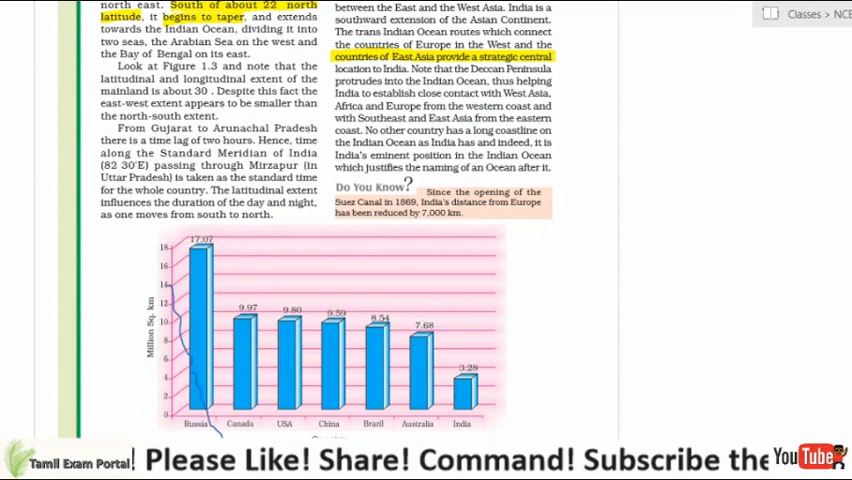 north east. South of about 22 north
latitude, it begins to taper, and extends
towards the Indian Ocean, dividing it into
two seas, the Arabian Sea on the west and
the Bay of Bengal on its east.
Look at Figure 1.3 and note that the
latitudinal and longitudinal extent of the
mainland is about 30 . Despite this fact the
east-west extent appears to be smaller than
the north-south extent.
From Gujarat to Arunachal Pradesh
there is a time lag of two hours. Hence, time
along the Standard Meridian of India
(82 30'E) passing through Mirzapur (in
Uttar Pradesh) is taken as the standard time
for the whole country. The latitudinal extent
influences the duration of the day and night,
as one moves from south to north.
between the East and the West Asia. India is a
southward extension of the Asian Continent.
The trans Indian Ocean routes which connect
the countries of Europe in the West and the
countries of East Asia provide a strategic central
location to India. Note that the Deccan Peninsula
protrudes into the Indian Ocean, thus helping
India to establish close contact with West Asia,
Africa and Europe from the western coast and
with Southeast and East Asia from the eastern
coast. No other country has a long coastline on
the Indian Ocean as India has and indeed, it is
India's eminent position in the Indian Ocean
which justifies the naming of an Ocean after it.
Do You Know? Since the opening of the
Suez Canal in 1869, India's distance from Europe
has been reduced by 7,000 km.
Classes > NCE
Million Sq. km
18
16
14
12
10
8
6
4
2
0
17.07
9.97
9.80
9.59
8.54
7.68
3.28
Russia Canada USA China Brazil Australia India
Tamil Exam Portal
! Please Like! Share! Command! Subscribe the
YouTube